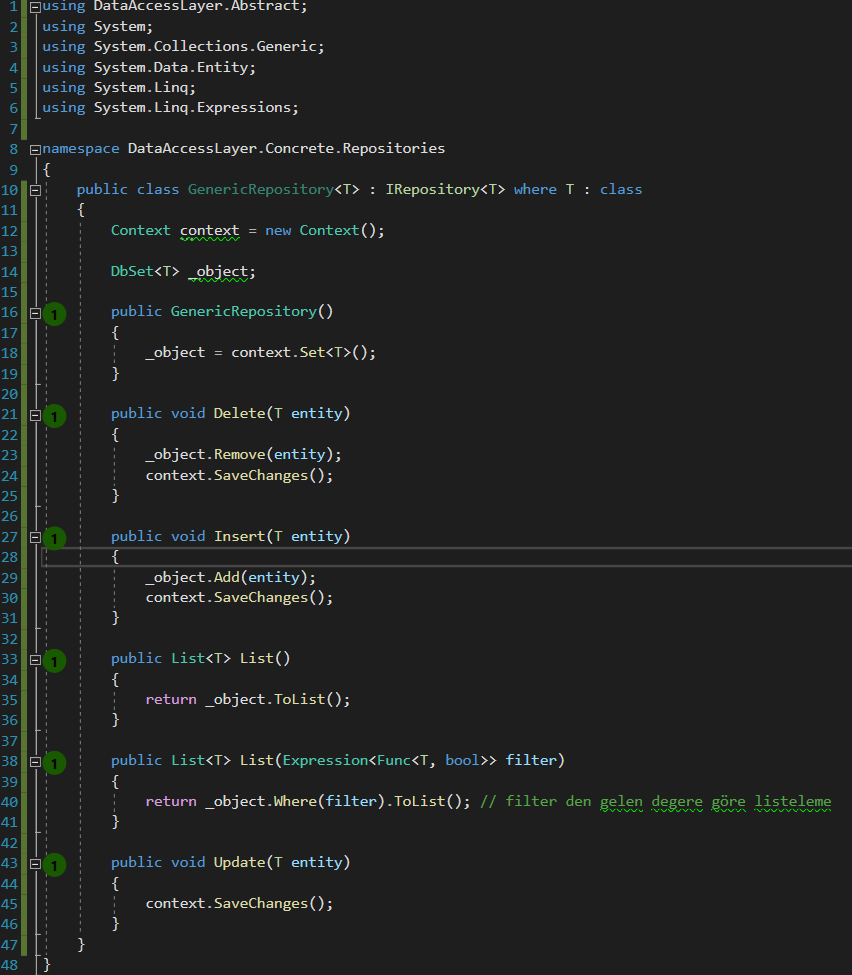 1 using DataAccessLayer.Abstract;
2 using System;
3 using System.Collections.Generic;
4 using System.Data.Entity;
5 using System.Linq;
6 using System.Linq.Expressions;
7
8 namespace DataAccessLayer.Concrete.Repositories
9 {
10 public class GenericRepository<T> : IRepository<T> where T : class
11 {
12 Context context = new Context();
13
14 DbSet<T> _object;
15
16 1 public GenericRepository()
17 {
18 _object = context.Set<T>();
19 }
20
21 1 public void Delete(T entity)
22 {
23 _object.Remove(entity);
24 context.SaveChanges();
25 }
26
27 1 public void Insert(T entity)
28 {
29 _object.Add(entity);
30 context.SaveChanges();
31 }
32
33 1 public List<T> List()
34 {
35 return _object.ToList();
36 }
37
38 1 public List<T> List(Expression<Func<T, bool>> filter)
39 {
40 return _object.Where(filter).ToList(); // filter den gelen degere göre listeleme
41 }
42
43 1 public void Update(T entity)
44 {
45 context.SaveChanges();
46 }
47 }
48 }